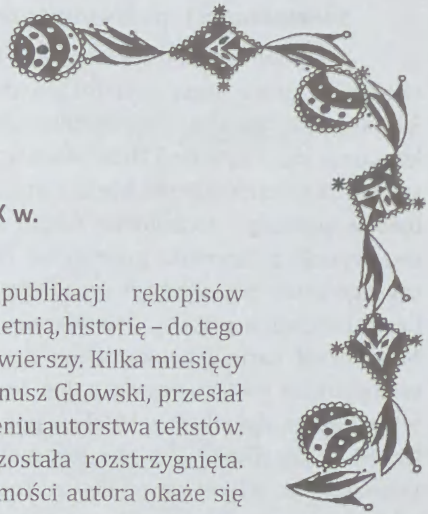 X w.
publikacji rękopisów
etnią, historię – do tego
wierszy. Kilka miesięcy
nusz Gdowski, przesłał
eniu autorstwa tekstów.
została rozstrzygnięta.
mości autora okaże się